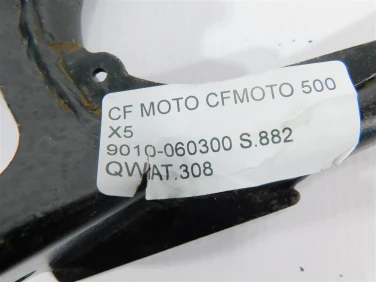 CF MOTO CFMOTO 500
X5
9010-060300 S.882
QWAT.308